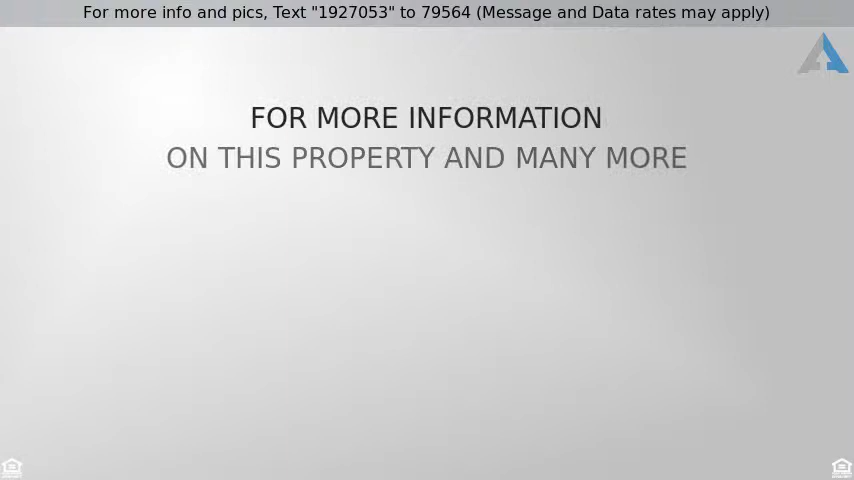 For more info and pics, Text "1927053" to 79564 (Message and Data rates may apply)
FOR MORE INFORMATION
ON THIS PROPERTY AND MANY MORE